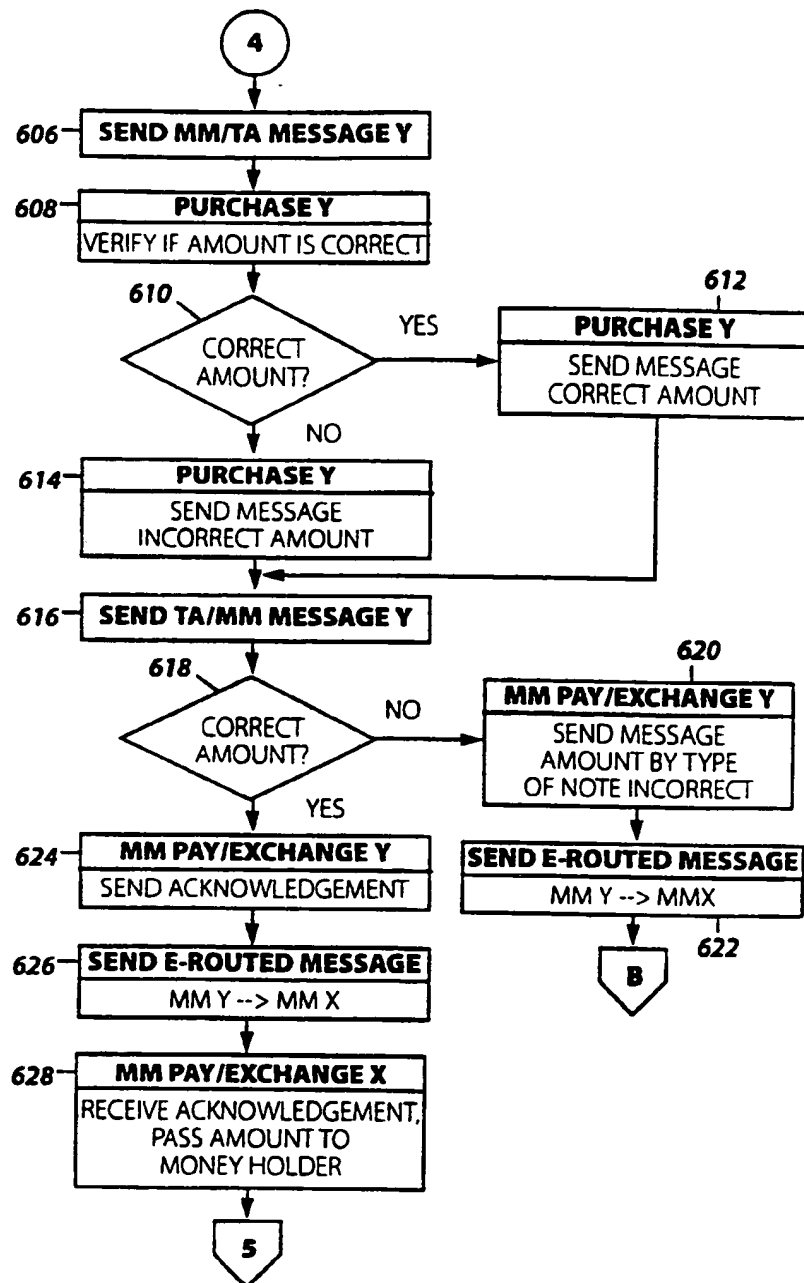 4
606
SEND MM/TA MESSAGE Y
608
PURCHASE Y
VERIFY IF AMOUNT IS CORRECT
610
CORRECT
AMOUNT?
YES
NO
612
PURCHASE Y
SEND MESSAGE
CORRECT AMOUNT
614
PURCHASE Y
SEND MESSAGE
INCORRECT AMOUNT
616
SEND TA/MM MESSAGE Y
618
CORRECT
AMOUNT?
NO
YES
620
MM PAY/EXCHANGE Y
SEND MESSAGE
AMOUNT BY TYPE
OF NOTE INCORRECT
SEND E-ROUTED MESSAGE
MM Y --> MMX
622
B
624
MM PAY/EXCHANGE Y
SEND ACKNOWLEDGEMENT
626
SEND E-ROUTED MESSAGE
MM Y --> MM X
628
MM PAY/EXCHANGE X
RECEIVE ACKNOWLEDGEMENT,
PASS AMOUNT TO
MONEY HOLDER
5